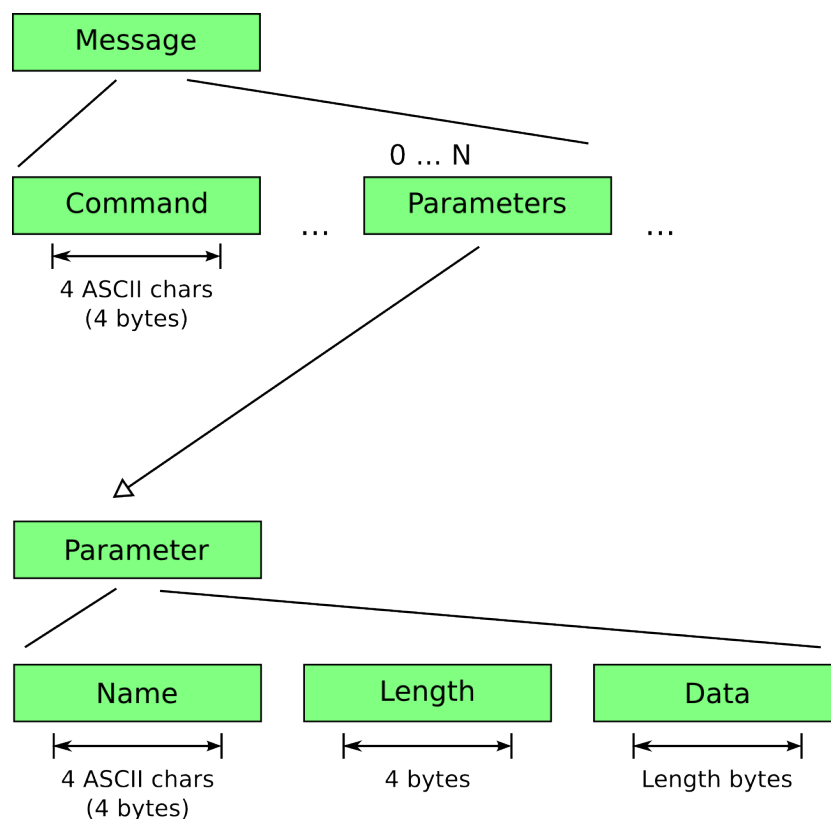 Message
0 ... N
Command
...
Parameters
...
4 ASCII chars
(4 bytes)
Parameter
Name
Length
Data
4 ASCII chars
(4 bytes)
4 bytes
Length bytes